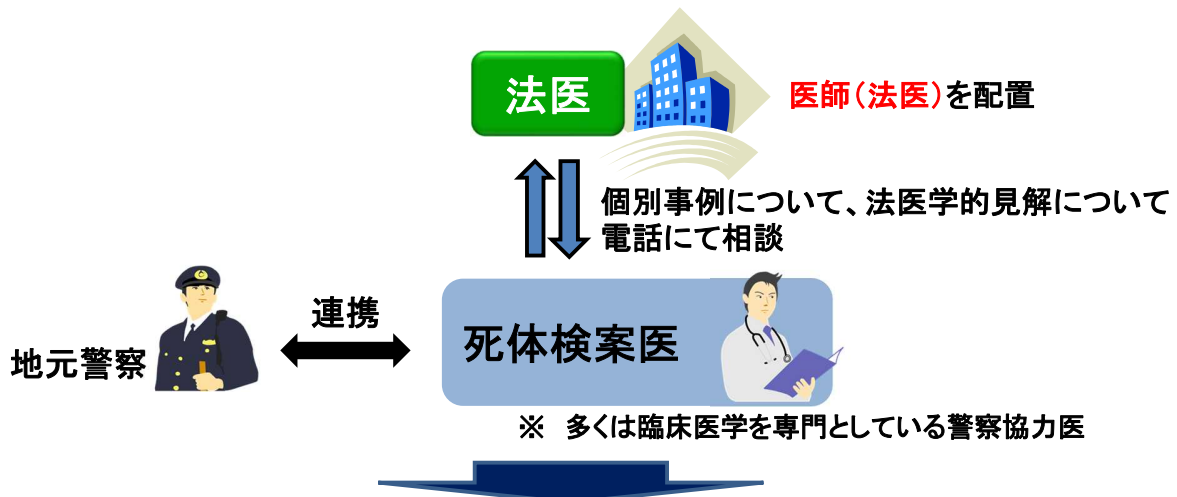 法医
医師（法医）を配置
個別事例について、法医学的見解について
電話にて相談
連携
地元警察
死体検案医
※　多くは臨床医学を専門としている警察協力医